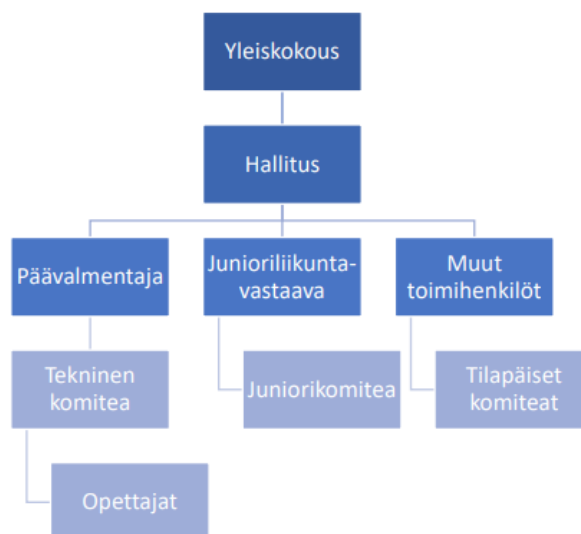 Yleiskokous
Hallitus
Päävalmentaja
Junioriliikunta-
vastaava
Muut
toimihenkilöt
Tekninen
komitea
Juniorikomitea
Tilapäiset
komiteat
Opettajat